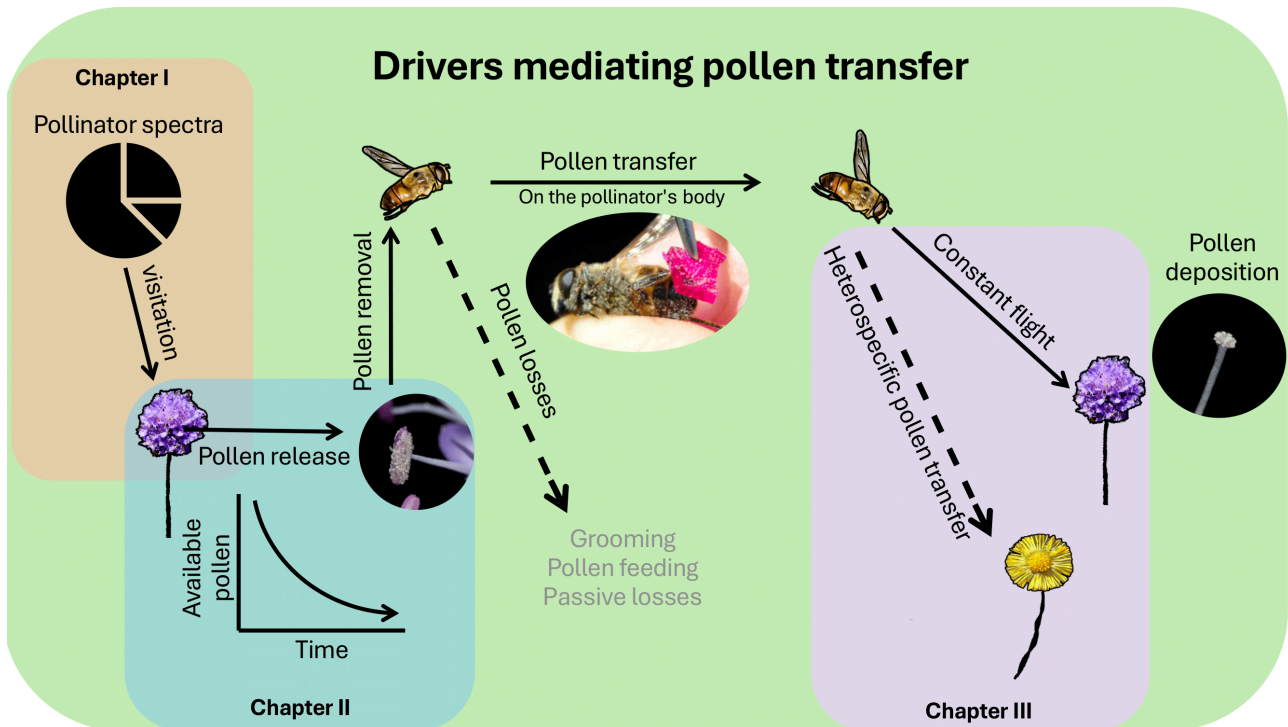 Drivers mediating pollen transfer
Chapter I
Pollinator spectra
visitation
Pollen release
Available
pollen
Time
Chapter II
Pollen removal
Pollen losses
Grooming
Pollen feeding
Passive losses
Pollen transfer
On the pollinator's body
Constant flight
Heterospecific pollen transfer
Pollen
deposition
Chapter III